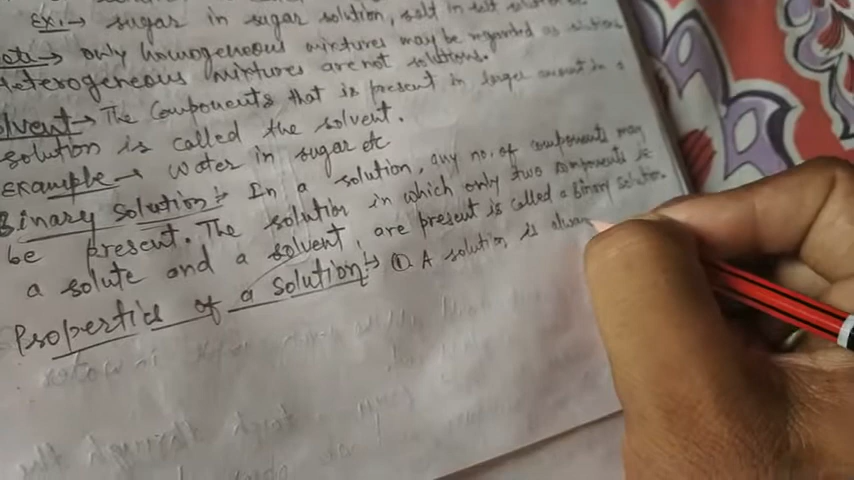 Ex:→ sugar in sugar solution, salt in salt
ote→ only homogeneous mixtures may be regarded as solutions
eterogeneous mixtures are not solutions.
lvent→ The Components that is present in larger amount in a
solution is called the solvent.
Example→ Water in sugar etc
Binary solution:→ In a solution, any no. of components may
be present. The solution in which only two components ie
a solute and a solvent, are present is called a Binary solution.
Properties of a solution:→ ①. A solution is alwa